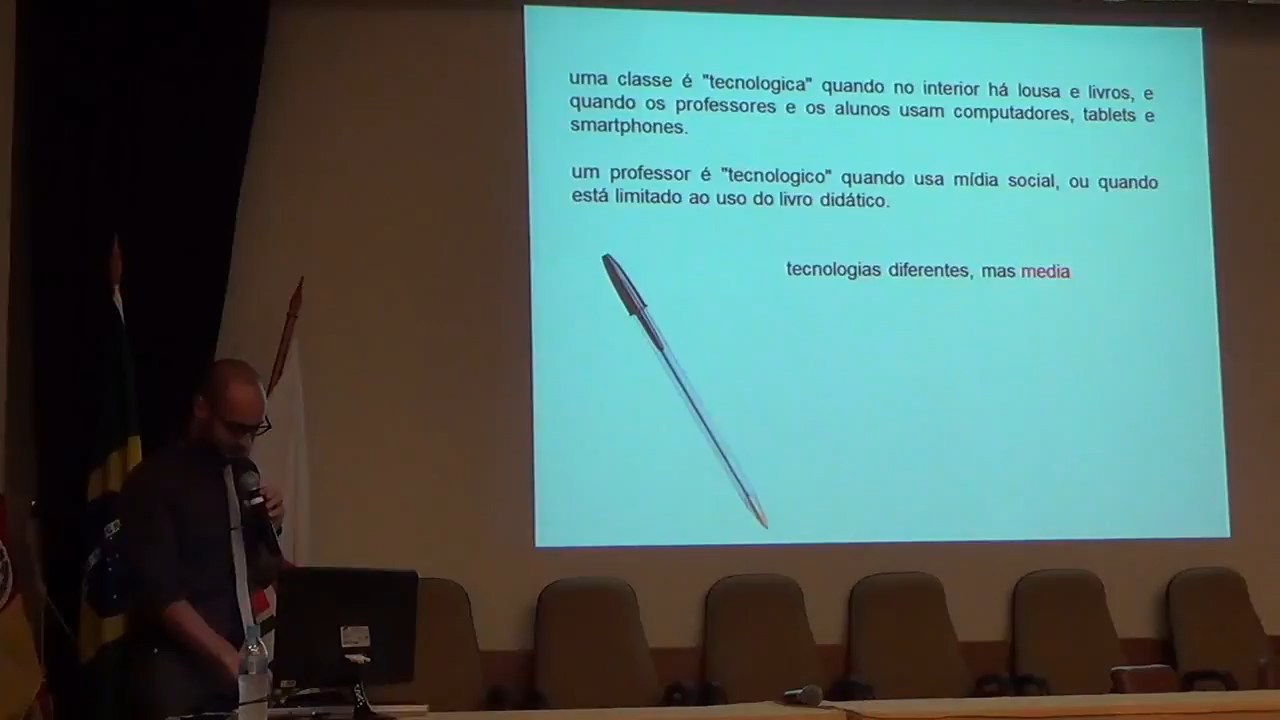 uma classe é "tecnologica" quando no interior há lousa e livros, e
quando os professores e os alunos usam computadores, tablets e
smartphones.
um professor é "tecnologico" quando usa mídia social, ou quando
está limitado ao uso do livro didático.
tecnologias diferentes, mas media